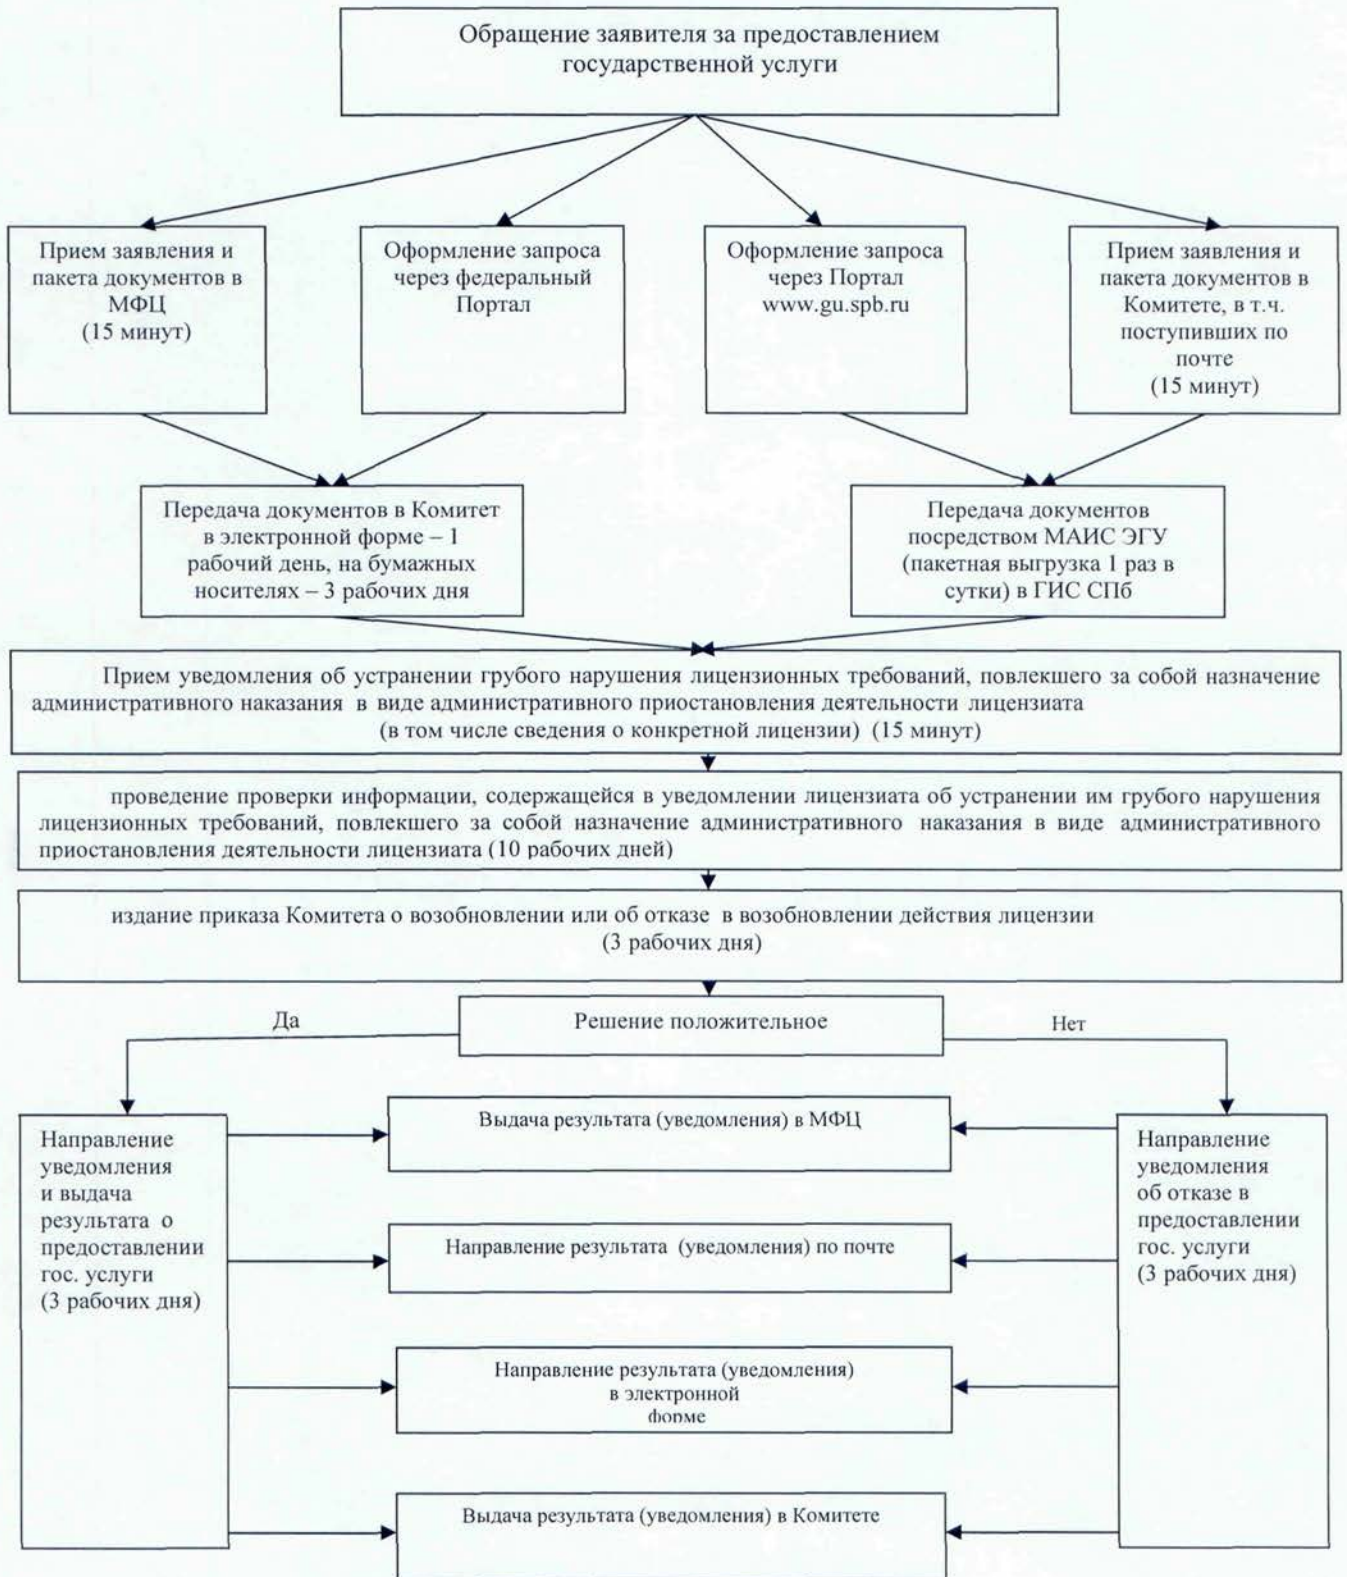 Обращение заявителя за предоставлением
государственной услуги
Прием заявления и
пакета документов в
МФЦ
(15 минут)
Оформление запроса
через федеральный
Портал
Оформление запроса
через Портал
www.gu.spb.ru
Прием заявления и
пакета документов в
Комитете, в т.ч.
поступивших по
почте
(15 минут)
Передача документов в Комитет
в электронной форме – 1
рабочий день, на бумажных
носителях – 3 рабочих дня
Передача документов
посредством МАИС ЭГУ
(пакетная выгрузка 1 раз в
сутки) в ГИС СПб
Прием уведомления об устранении грубого нарушения лицензионных требований, повлекшего за собой назначение
административного наказания в виде административного приостановления деятельности лицензиата
(в том числе сведения о конкретной лицензии) (15 минут)
проведение проверки информации, содержащейся в уведомлении лицензиата об устранении им грубого нарушения
лицензионных требований, повлекшего за собой назначение административного наказания в виде административного
приостановления деятельности лицензиата (10 рабочих дней)
издание приказа Комитета о возобновлении или об отказе в возобновлении действия лицензии
(3 рабочих дня)
Да
Решение положительное
Нет
Направление
уведомления
и выдача
результата о
предоставлении
гос. услуги
(3 рабочих дня)
Выдача результата (уведомления) в МФЦ
Направление результата (уведомления) по почте
Направление результата (уведомления)
в электронной
форме
Выдача результата (уведомления) в Комитете
Направление
уведомления
об отказе в
предоставлении
гос. услуги
(3 рабочих дня)